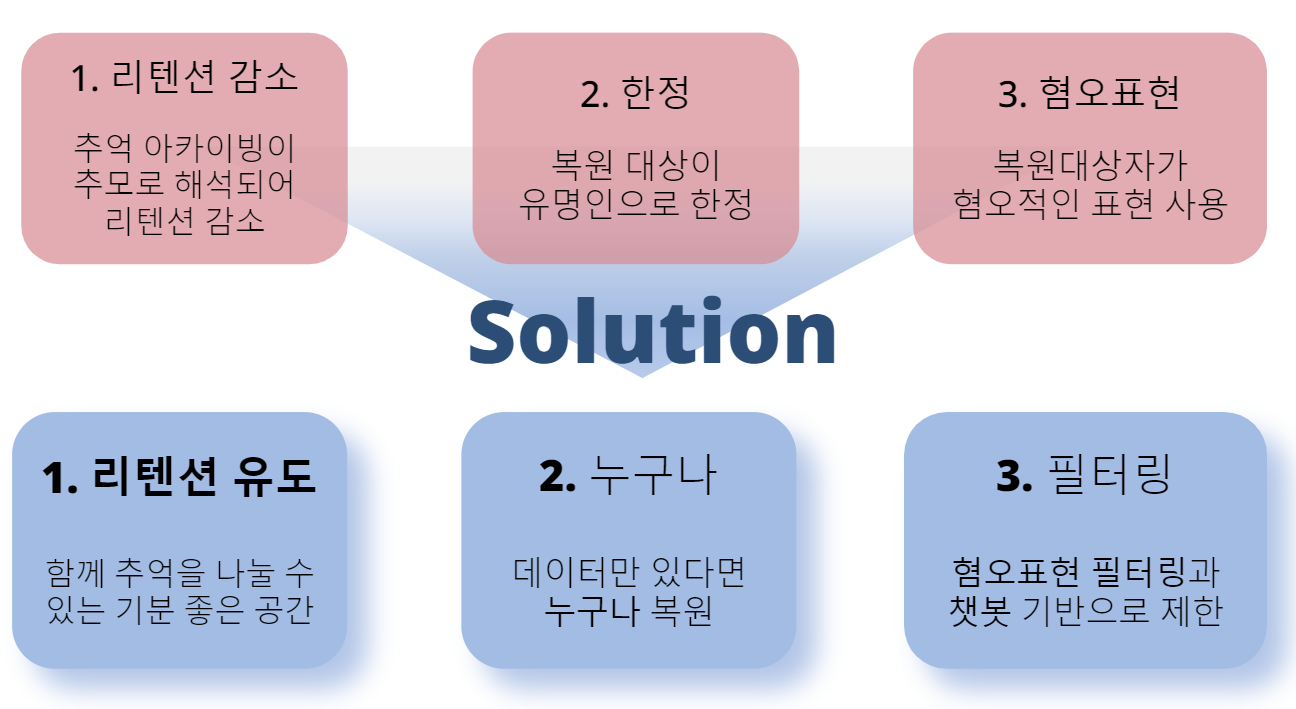 1. 리텐션 감소
추억 아카이빙이
추모로 해석되어
리텐션 감소
2. 한정
복원 대상이
유명인으로 한정
3. 혐오표현
복원대상자가
혐오적인 표현 사용
Solution
1. 리텐션 유도
함께 추억을 나눌 수
있는 기분 좋은 공간
2. 누구나
데이터만 있다면
누구나 복원
3. 필터링
혐오표현 필터링과
챗봇 기반으로 제한